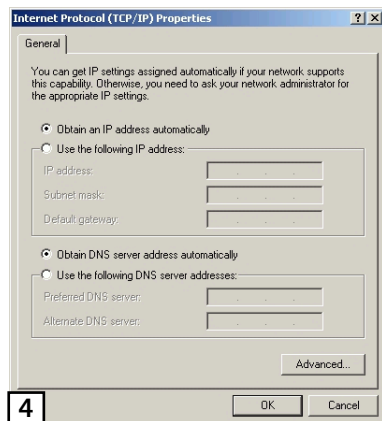 Internet Protocol (TCP/IP) Properties
General
You can get IP settings assigned automatically if your network supports
this capability. Otherwise, you need to ask your network administrator for
the appropriate IP settings.
Obtain an IP address automatically
Use the following IP address:
IP address:
Subnet mask:
Default gateway:
Obtain DNS server address automatically
Use the following DNS server addresses:
Preferred DNS server:
Alternate DNS server:
Advanced...
4
OK Cancel